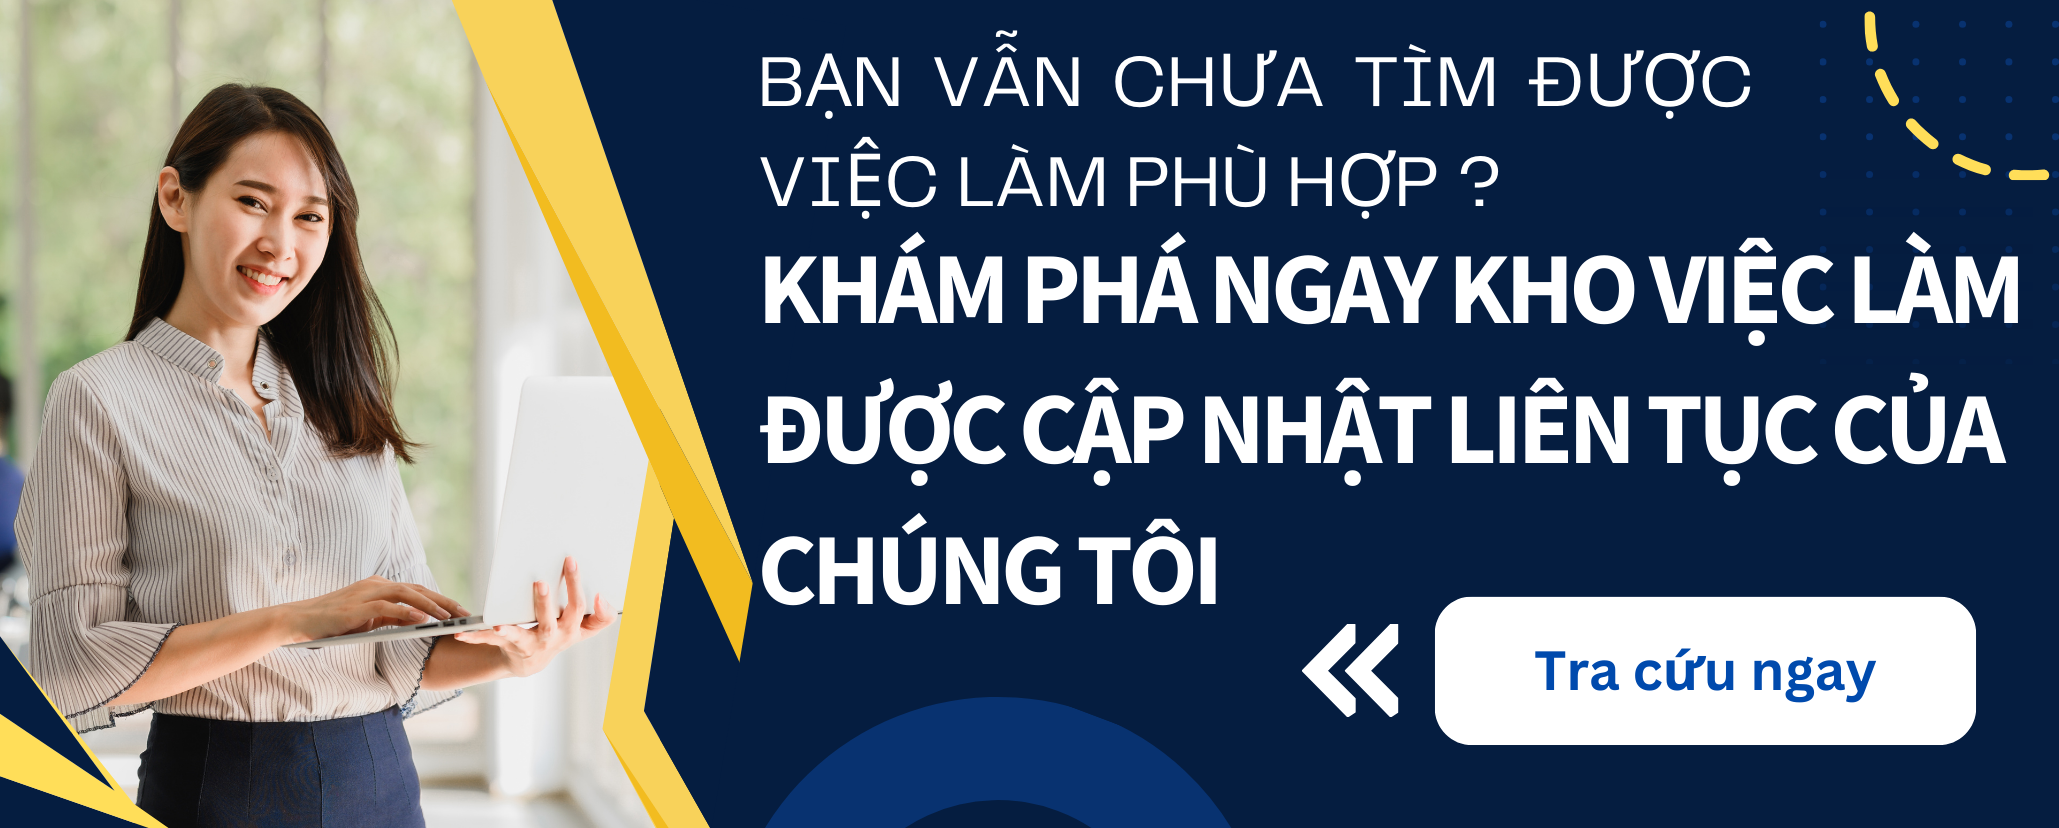 BẠN VẪN CHƯA TÌM ĐƯỢC
VIỆC LÀM PHÙ HỢP ?
KHÁM PHÁ NGAY KHO VIỆC LÀM
ĐƯỢC CẬP NHẬT LIÊN TỤC CỦA
CHÚNG TÔI
Tra cứu ngay